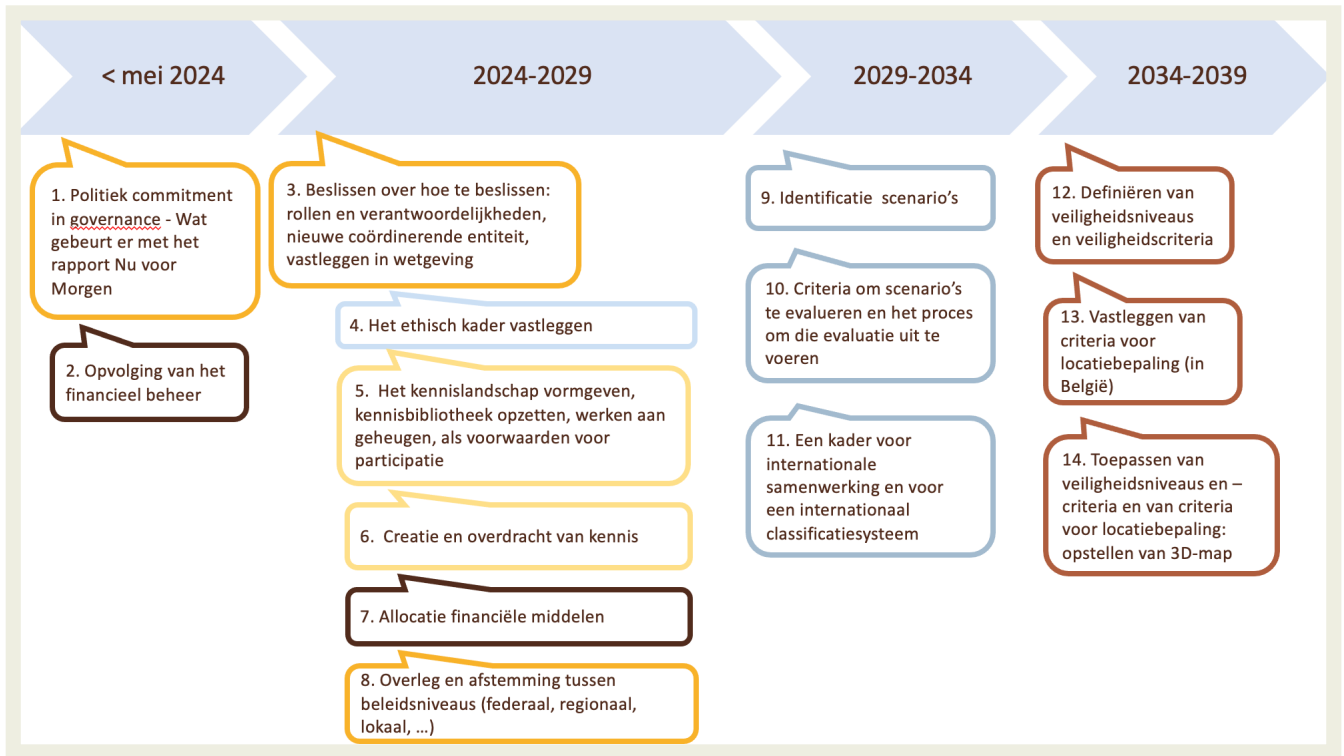 < mei 2024
2024-2029
2029-2034
2034-2039
1. Politiek commitment
in governance - Wat
gebeurt er met het
rapport Nu voor
Morgen
2. Opvolging van het
financieel beheer
3. Beslissen over hoe te beslissen:
rollen en verantwoordelijkheden,
nieuwe coördinerende entiteit,
vastleggen in wetgeving
4. Het ethisch kader vastleggen
5. Het kennislandschap vormgeven,
kennisbibliotheek opzetten, werken aan
geheugen, als voorwaarden voor
participatie
6. Creatie en overdracht van kennis
7. Allocatie financiële middelen
8. Overleg en afstemming tussen
beleidsniveaus (federaal, regionaal,
lokaal, …)
9. Identificatie scenario’s
10. Criteria om scenario’s
te evalueren en het proces
om die evaluatie uit te
voeren
11. Een kader voor
internationale
samenwerking en voor
een internationaal
classificatiesysteem
12. Definiëren van
veiligheidsniveaus
en veiligheidscriteria
13. Vastleggen van
criteria voor
locatiebepaling (in
België)
14. Toepassen van
veiligheidsniveaus en –
criteria en van criteria
voor locatiebepaling:
opstellen van 3D-map